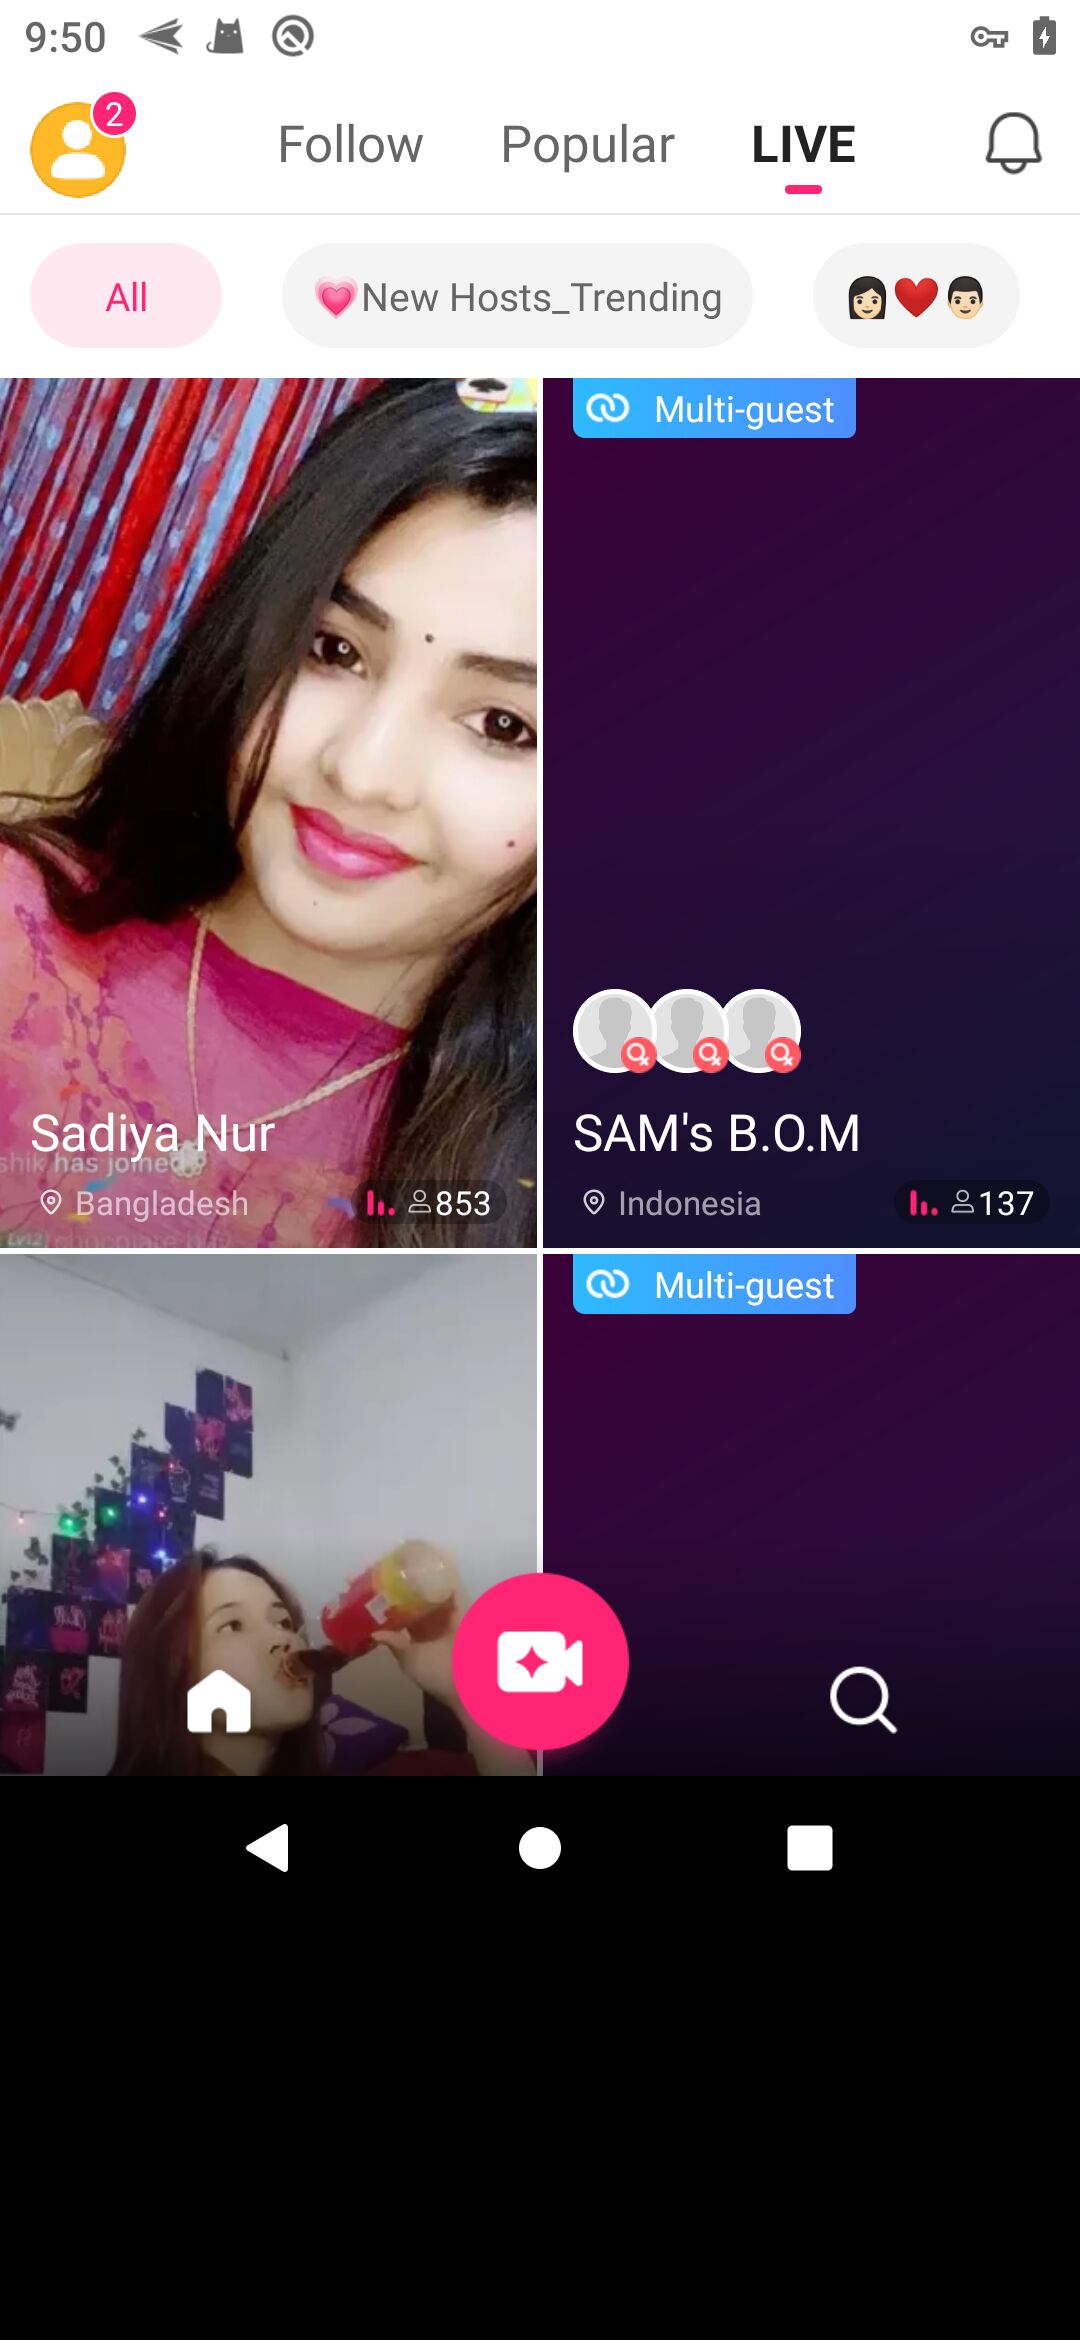 9:50
2
Follow Popular LIVE
All
New Hosts_Trending
Multi-guest
Sadiya Nur
has joined
Bangladesh
853
SAM's B.O.M
Indonesia
137
Multi-guest